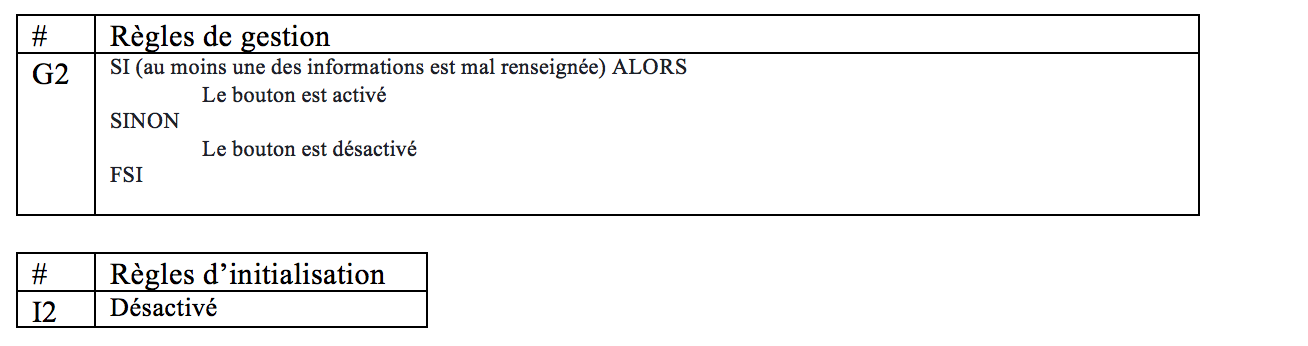 # Règles de gestion
G2 SI (au moins une des informations est mal renseignée) ALORS
Le bouton est activé
SINON
Le bouton est désactivé
FSI
# Règles d’initialisation
I2 Désactivé